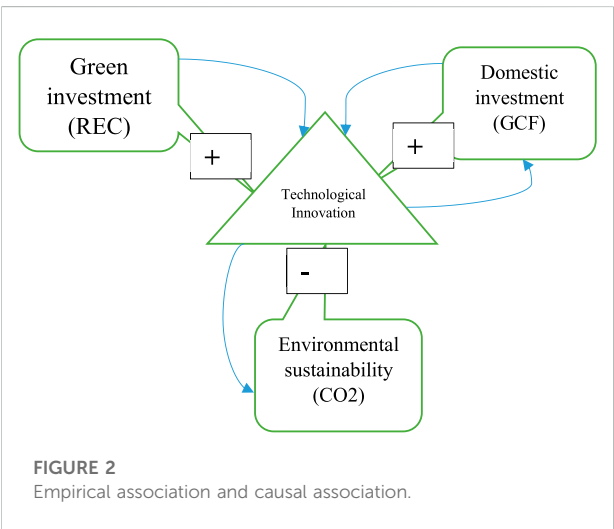 Green
investment
(REC)
Domestic
investment
(GCF)
+
+
Technological
Innovation
-
Environmental
sustainability
(CO2)
FIGURE 2
Empirical association and causal association.